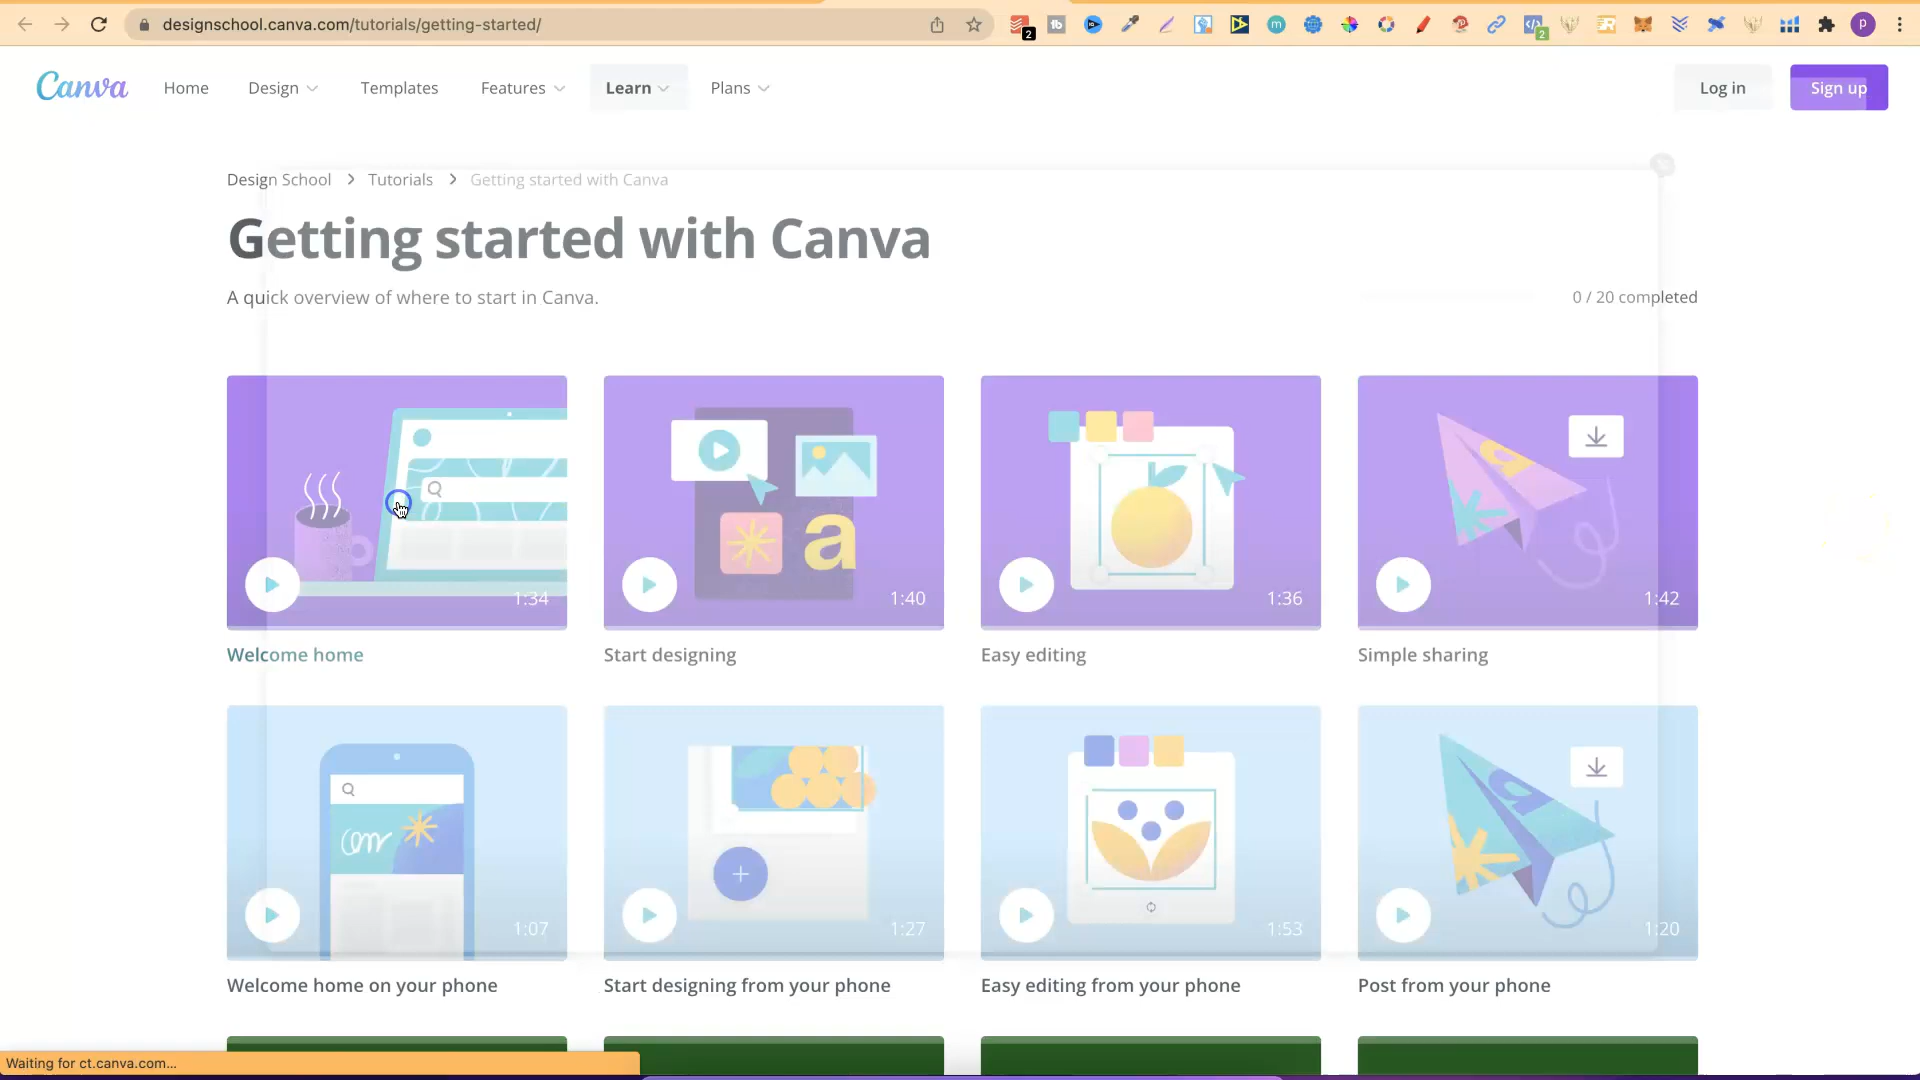 designschool.canva.com/tutorials/getting-started/
Canva
Home
Design
Templates
Features
Learn
Plans
Log in
Sign up
Design School > Tutorials > Getting started with Canva
Getting started with Canva
A quick overview of where to start in Canva.
0 / 20 completed
1:34
1:40
1:36
1:42
Welcome home
Start designing
Easy editing
Simple sharing
1:07
1:27
1:53
1:20
Welcome home on your phone
Start designing from your phone
Easy editing from your phone
Post from your phone
Waiting for ct.canva.com...